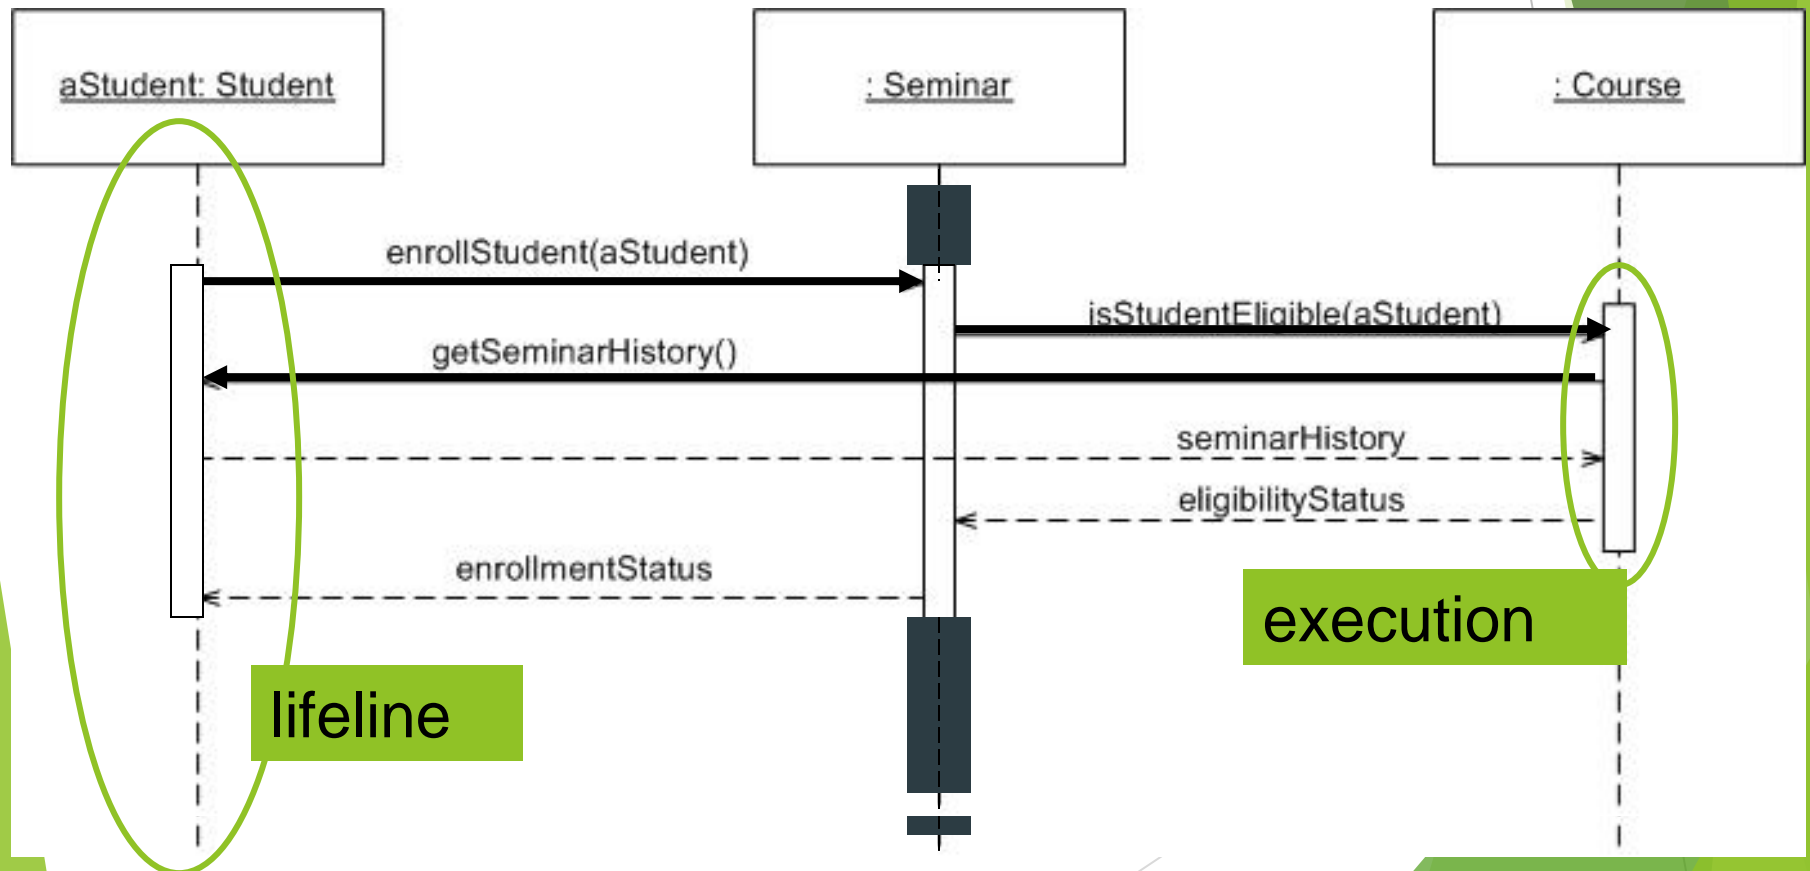 aStudent: Student
: Seminar
: Course
enrollStudent(aStudent)
isStudentEligible(aStudent)
getSeminarHistory()
seminarHistory
eligibilityStatus
enrollmentStatus
execution
lifeline